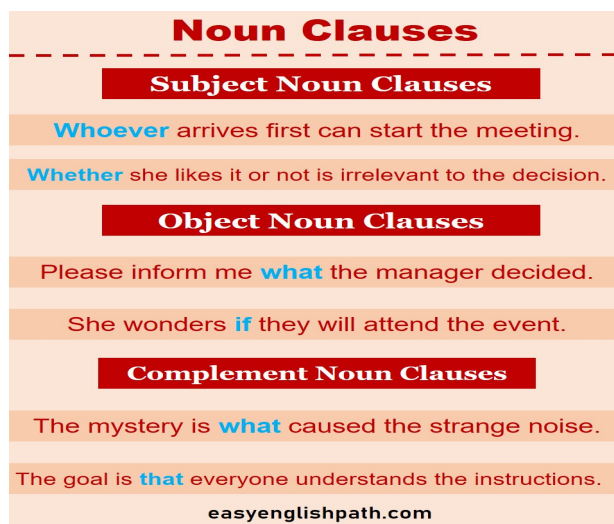 Noun Clauses
Subject Noun Clauses
Whoever arrives first can start the meeting.
Whether she likes it or not is irrelevant to the decision.
Object Noun Clauses
Please inform me what the manager decided.
She wonders if they will attend the event.
Complement Noun Clauses
The mystery is what caused the strange noise.
The goal is that everyone understands the instructions.
easyenglishpath.com